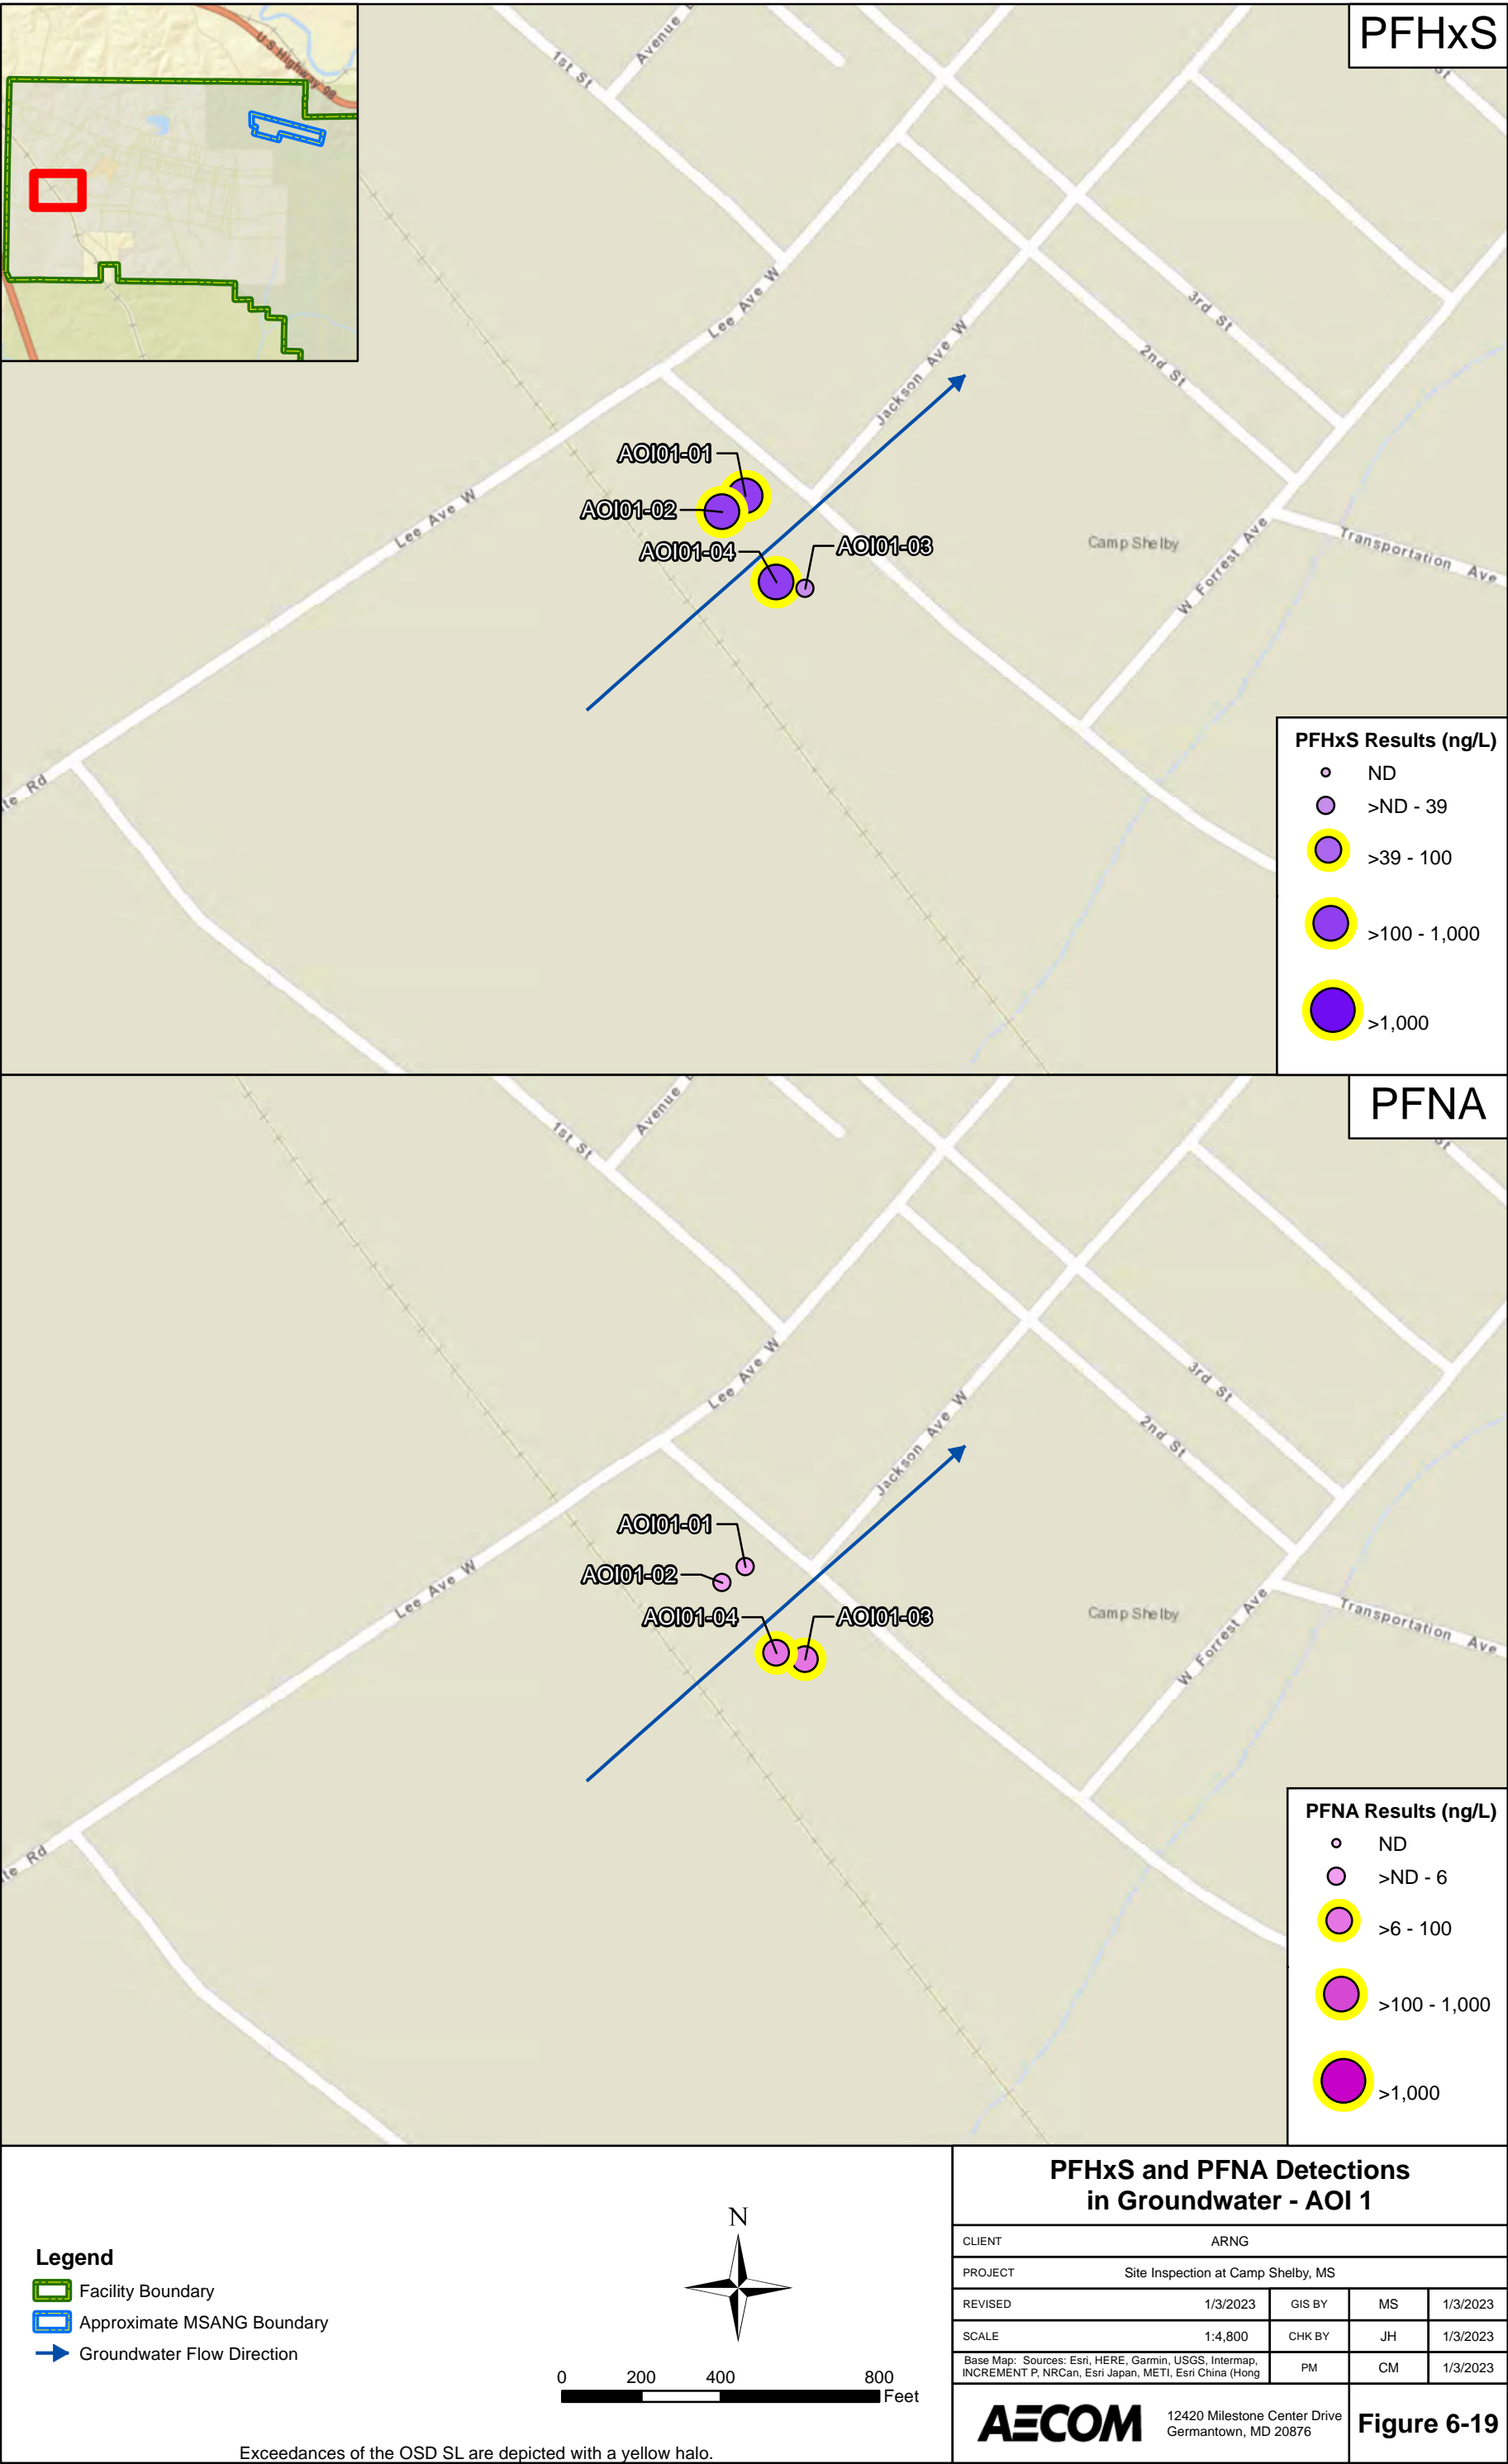 PFHxS
U.S Highway 98
1st St
Avenue
St
Lee Ave W
3rd St
2nd St
Jackson Ave W
AOI01-01
AOI01-02
AOI01-04
AOI01-03
Lee Ave W
Camp Shelby
Transportation Ave
W Forrest Ave
te Rd
PFHxS Results (ng/L)
ND
>ND - 39
>39 - 100
>100 - 1,000
>1,000
PFNA
1st St
Avenue
St
Lee Ave W
3rd St
2nd St
Jackson Ave W
AOI01-01
AOI01-02
AOI01-04
AOI01-03
Lee Ave W
Camp Shelby
Transportation Ave
W Forrest Ave
te Rd
PFNA Results (ng/L)
ND
>ND - 6
>6 - 100
>100 - 1,000
>1,000
Legend
Facility Boundary
Approximate MSANG Boundary
Groundwater Flow Direction
N
0 200 400 800
Feet
Exceedances of the OSD SL are depicted with a yellow halo.
PFHxS and PFNA Detections
in Groundwater - AOI 1
CLIENT ARNG
PROJECT Site Inspection at Camp Shelby, MS
REVISED 1/3/2023 GIS BY MS 1/3/2023
SCALE 1:4,800 CHK BY JH 1/3/2023
Base Map: Sources: Esri, HERE, Garmin, USGS, Intermap,
INCREMENT P, NRCan, Esri Japan, METI, Esri China (Hong
PM CM 1/3/2023
AECOM
12420 Milestone Center Drive
Germantown, MD 20876
Figure 6-19